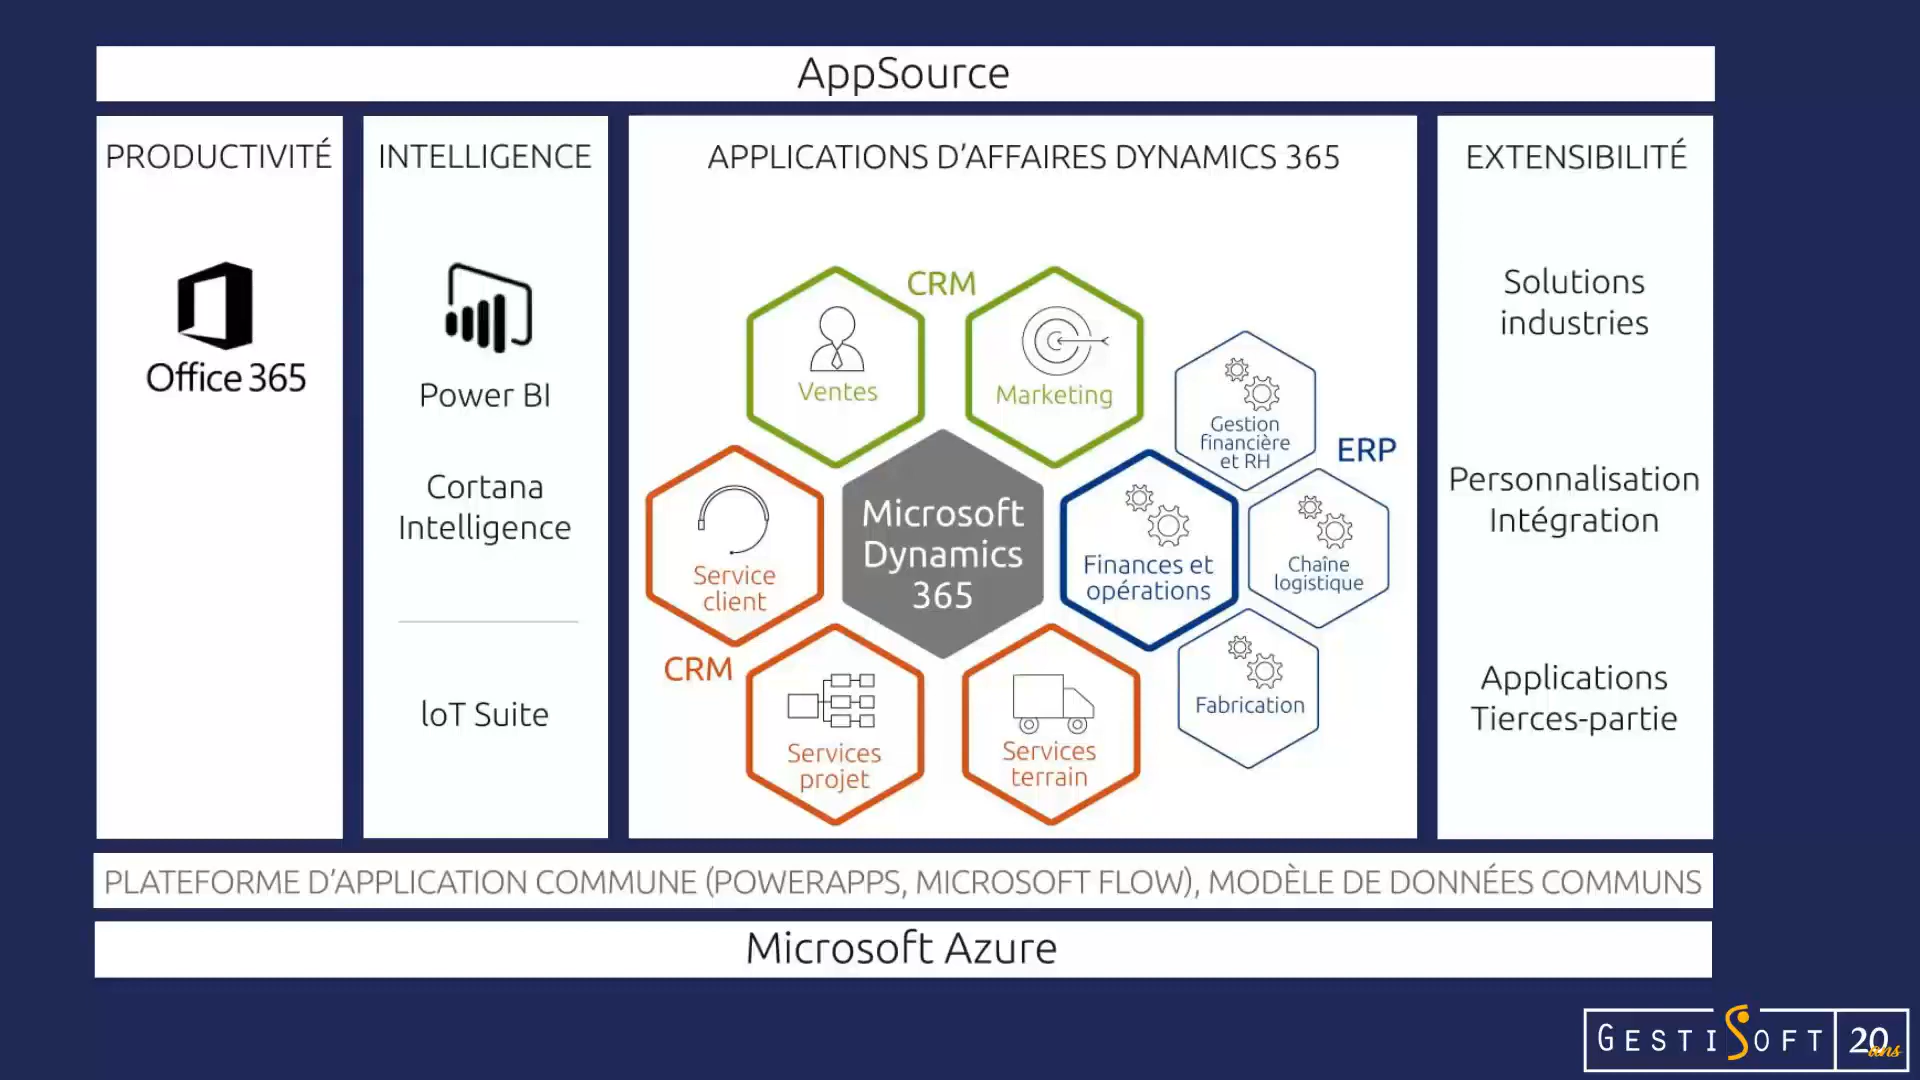 AppSource
PRODUCTIVITÉ
Office 365
INTELLIGENCE
Power BI
Cortana
Intelligence
loT Suite
APPLICATIONS D’AFFAIRES DYNAMICS 365
CRM
Ventes
Marketing
Gestion
financière
et RH
ERP
Microsoft
Dynamics
365
Service
client
Finances et
opérations
Chaîne
logistique
CRM
Services
projet
Services
terrain
Fabrication
EXTENSIBILITÉ
Solutions
industries
Personnalisation
Intégration
Applications
Tierces-partie
PLATEFORME D’APPLICATION COMMUNE (POWERAPPS, MICROSOFT FLOW), MODÈLE DE DONNÉES COMMUNS
Microsoft Azure
GESTISOFT 20 ans